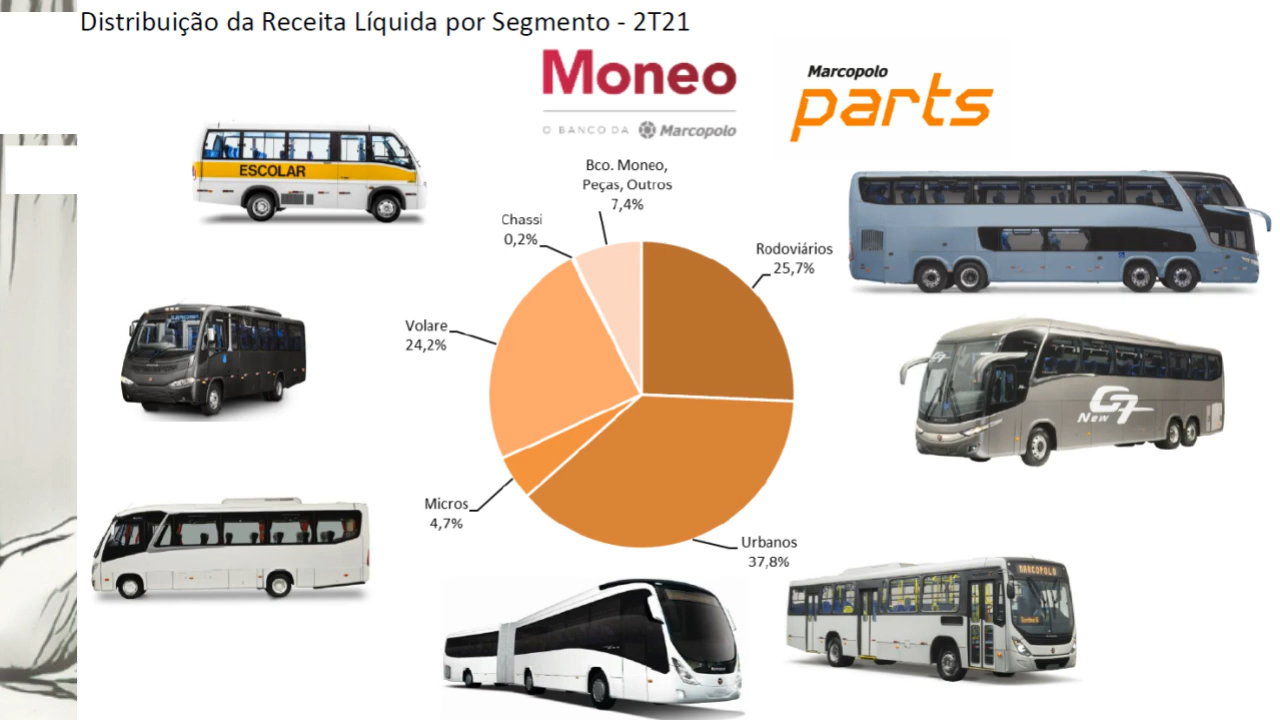 Distribuição da Receita Líquida por Segmento - 2T21
Moneo
O BANCO DA Marcopolo
Marcopolo
parts
ESCOLAR
Bco. Moneo,
Peças, Outros
7,4%
Chassi
0,2%
Rodoviários
25,7%
Volare
24,2%
New G7
Micros
4,7%
Urbanos
37,8%
MARCOPOLO